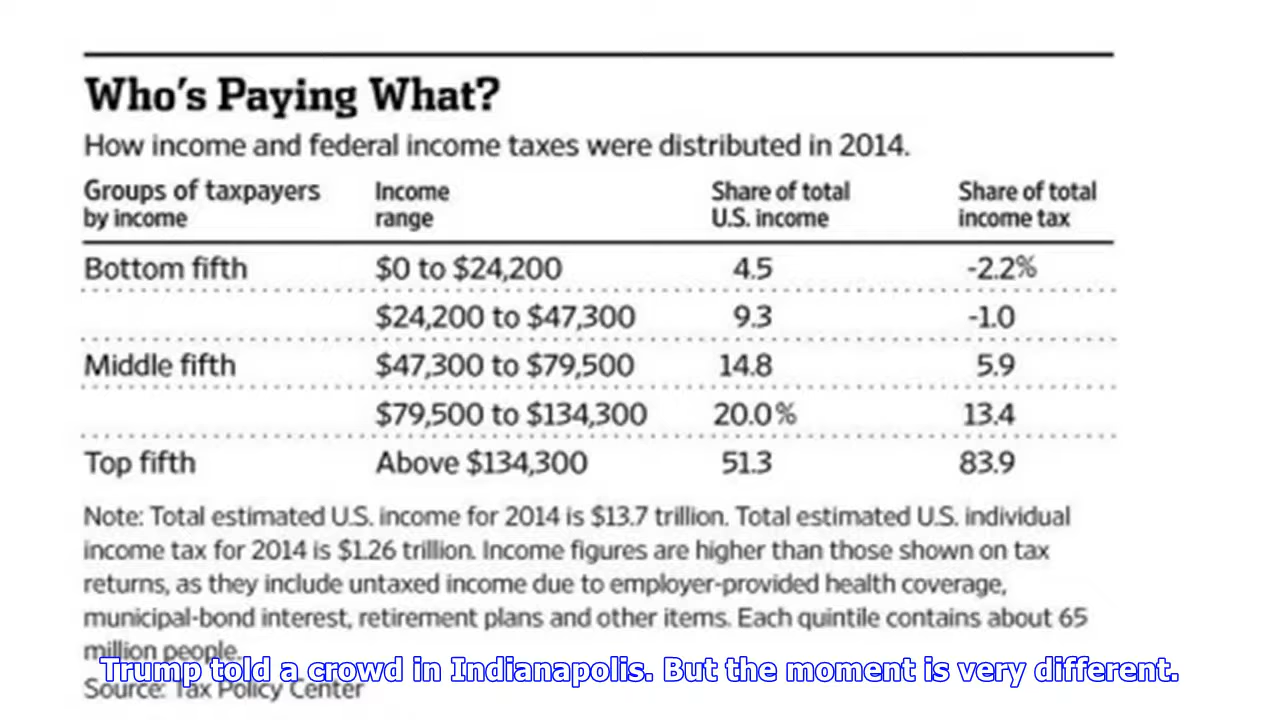 Who's Paying What?
How income and federal income taxes were distributed in 2014.
Groups of taxpayers by income Income range Share of total U.S. income Share of total income tax
Bottom fifth $0 to $24,200 4.5 -2.2%
$24,200 to $47,300 9.3 -1.0
Middle fifth $47,300 to $79,500 14.8 5.9
$79,500 to $134,300 20.0% 13.4
Top fifth Above $134,300 51.3 83.9
Note: Total estimated U.S. income for 2014 is $13.7 trillion. Total estimated U.S. individual
income tax for 2014 is $1.26 trillion. Income figures are higher than those shown on tax
returns, as they include untaxed income due to employer-provided health coverage,
municipal-bond interest, retirement plans and other items. Each quintile contains about 65
million people.
Trump told a crowd in Indianapolis. But the moment is very different.
Source: Tax Policy Center